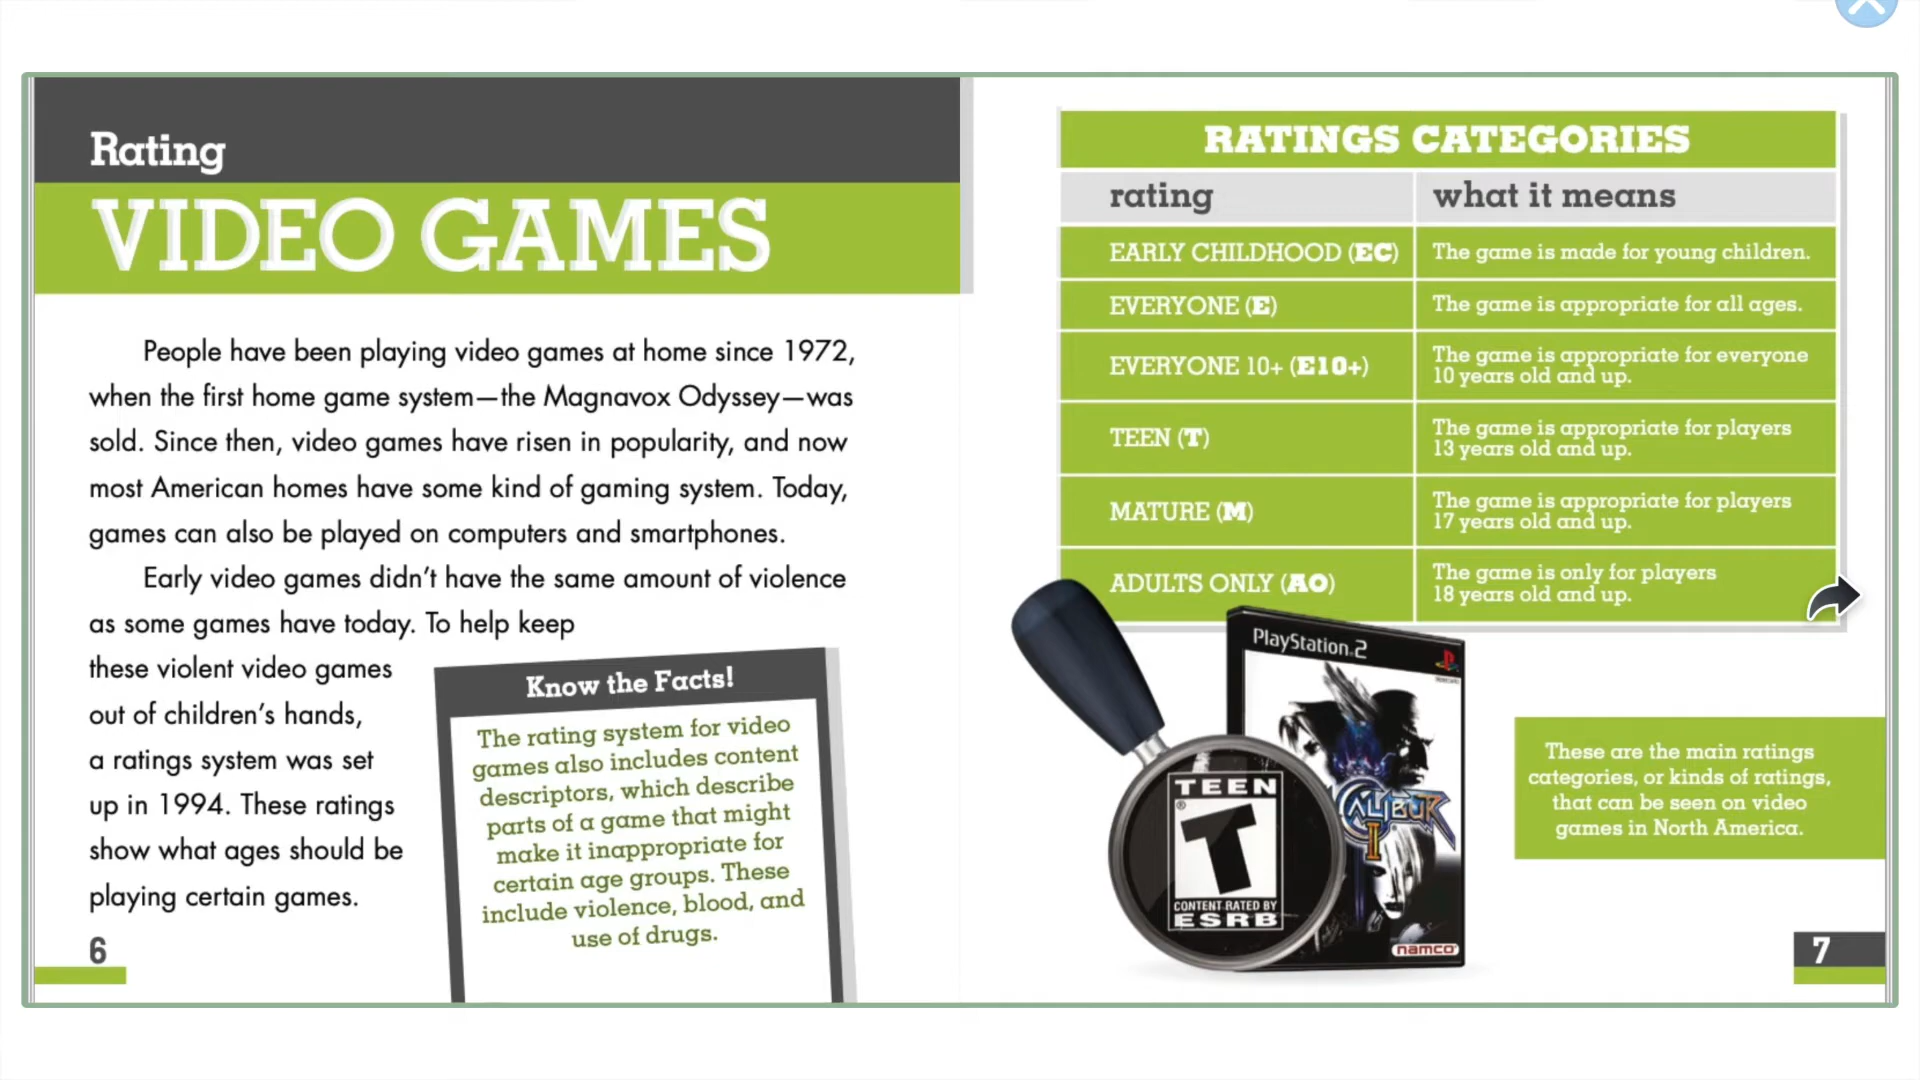 Rating
VIDEO GAMES
People have been playing video games at home since 1972,
when the first home game system—the Magnavox Odyssey—was
sold. Since then, video games have risen in popularity, and now
most American homes have some kind of gaming system. Today,
games can also be played on computers and smartphones.
Early video games didn't have the same amount of violence
as some games have today. To help keep
these violent video games
out of children's hands,
a ratings system was set
up in 1994. These ratings
show what ages should be
playing certain games.
6
Know the Facts!
The rating system for video
games also includes content
descriptors, which describe
parts of a game that might
make it inappropriate for
certain age groups. These
include violence, blood, and
use of drugs.
RATINGS CATEGORIES
rating what it means
EARLY CHILDHOOD (EC) The game is made for young children.
EVERYONE (E) The game is appropriate for all ages.
EVERYONE 10+ (E10+) The game is appropriate for everyone
10 years old and up.
TEEN (T) The game is appropriate for players
13 years old and up.
MATURE (M) The game is appropriate for players
17 years old and up.
ADULTS ONLY (AO) The game is only for players
18 years old and up.
PlayStation.2
CALIBUR
II
TEEN
®
T
CONTENT RATED BY
ESRB
namco
These are the main ratings
categories, or kinds of ratings,
that can be seen on video
games in North America.
7